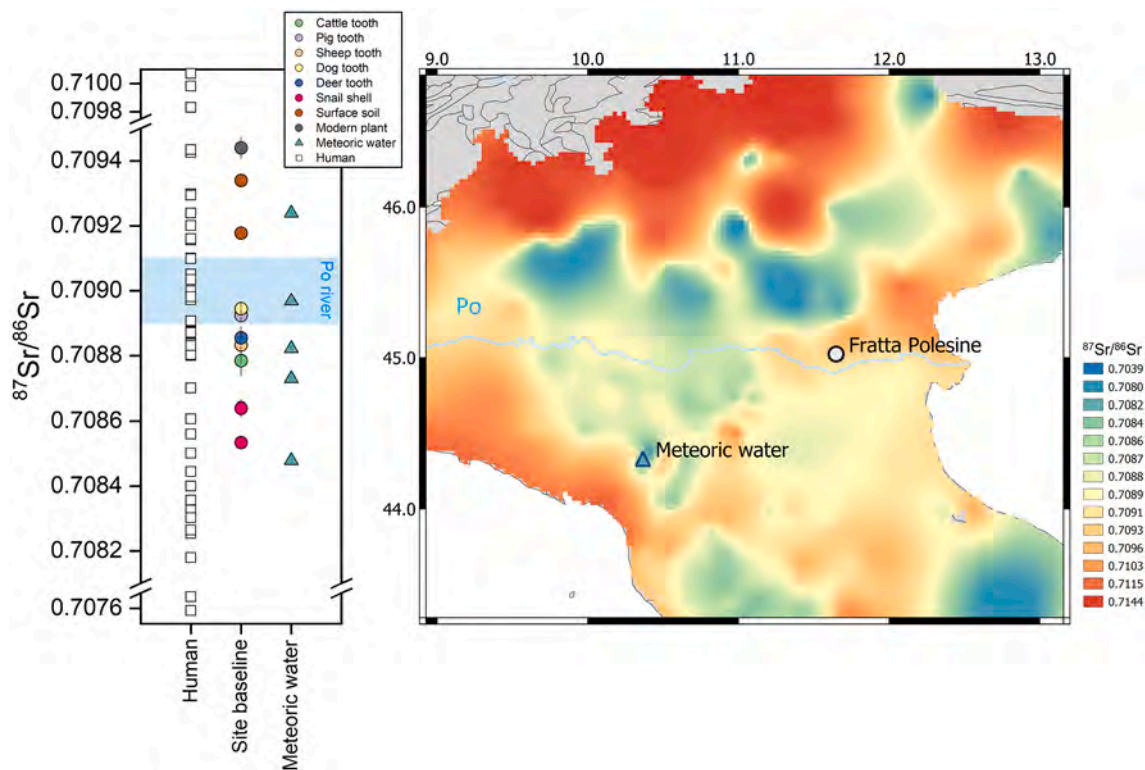 Cattle tooth
Pig tooth
Sheep tooth
Dog tooth
Deer tooth
Snail shell
Surface soil
Modern plant
Meteoric water
Human
0.7100
0.7098
0.7094
0.7092
0.7090
0.7088
0.7086
0.7084
0.7082
0.7076
87Sr/86Sr
Po river
Human
Site baseline
Meteoric water
9.0 10.0 11.0 12.0 13.0
46.0
45.0
44.0
Po
Fratta Polesine
Meteoric water
87Sr/86Sr
0.7039
0.7080
0.7082
0.7084
0.7086
0.7087
0.7088
0.7089
0.7091
0.7093
0.7096
0.7103
0.7115
0.7144